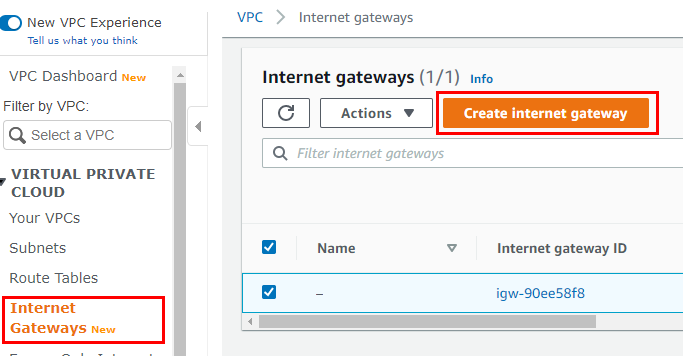 New VPC Experience
Tell us what you think
VPC Dashboard New
Filter by VPC:
Select a VPC
VIRTUAL PRIVATE
CLOUD
Your VPCs
Subnets
Route Tables
Internet
Gateways New
VPC > Internet gateways
Internet gateways (1/1) Info
Actions
Create internet gateway
Filter internet gateways
Name
Internet gateway ID
–
igw-90ee58f8